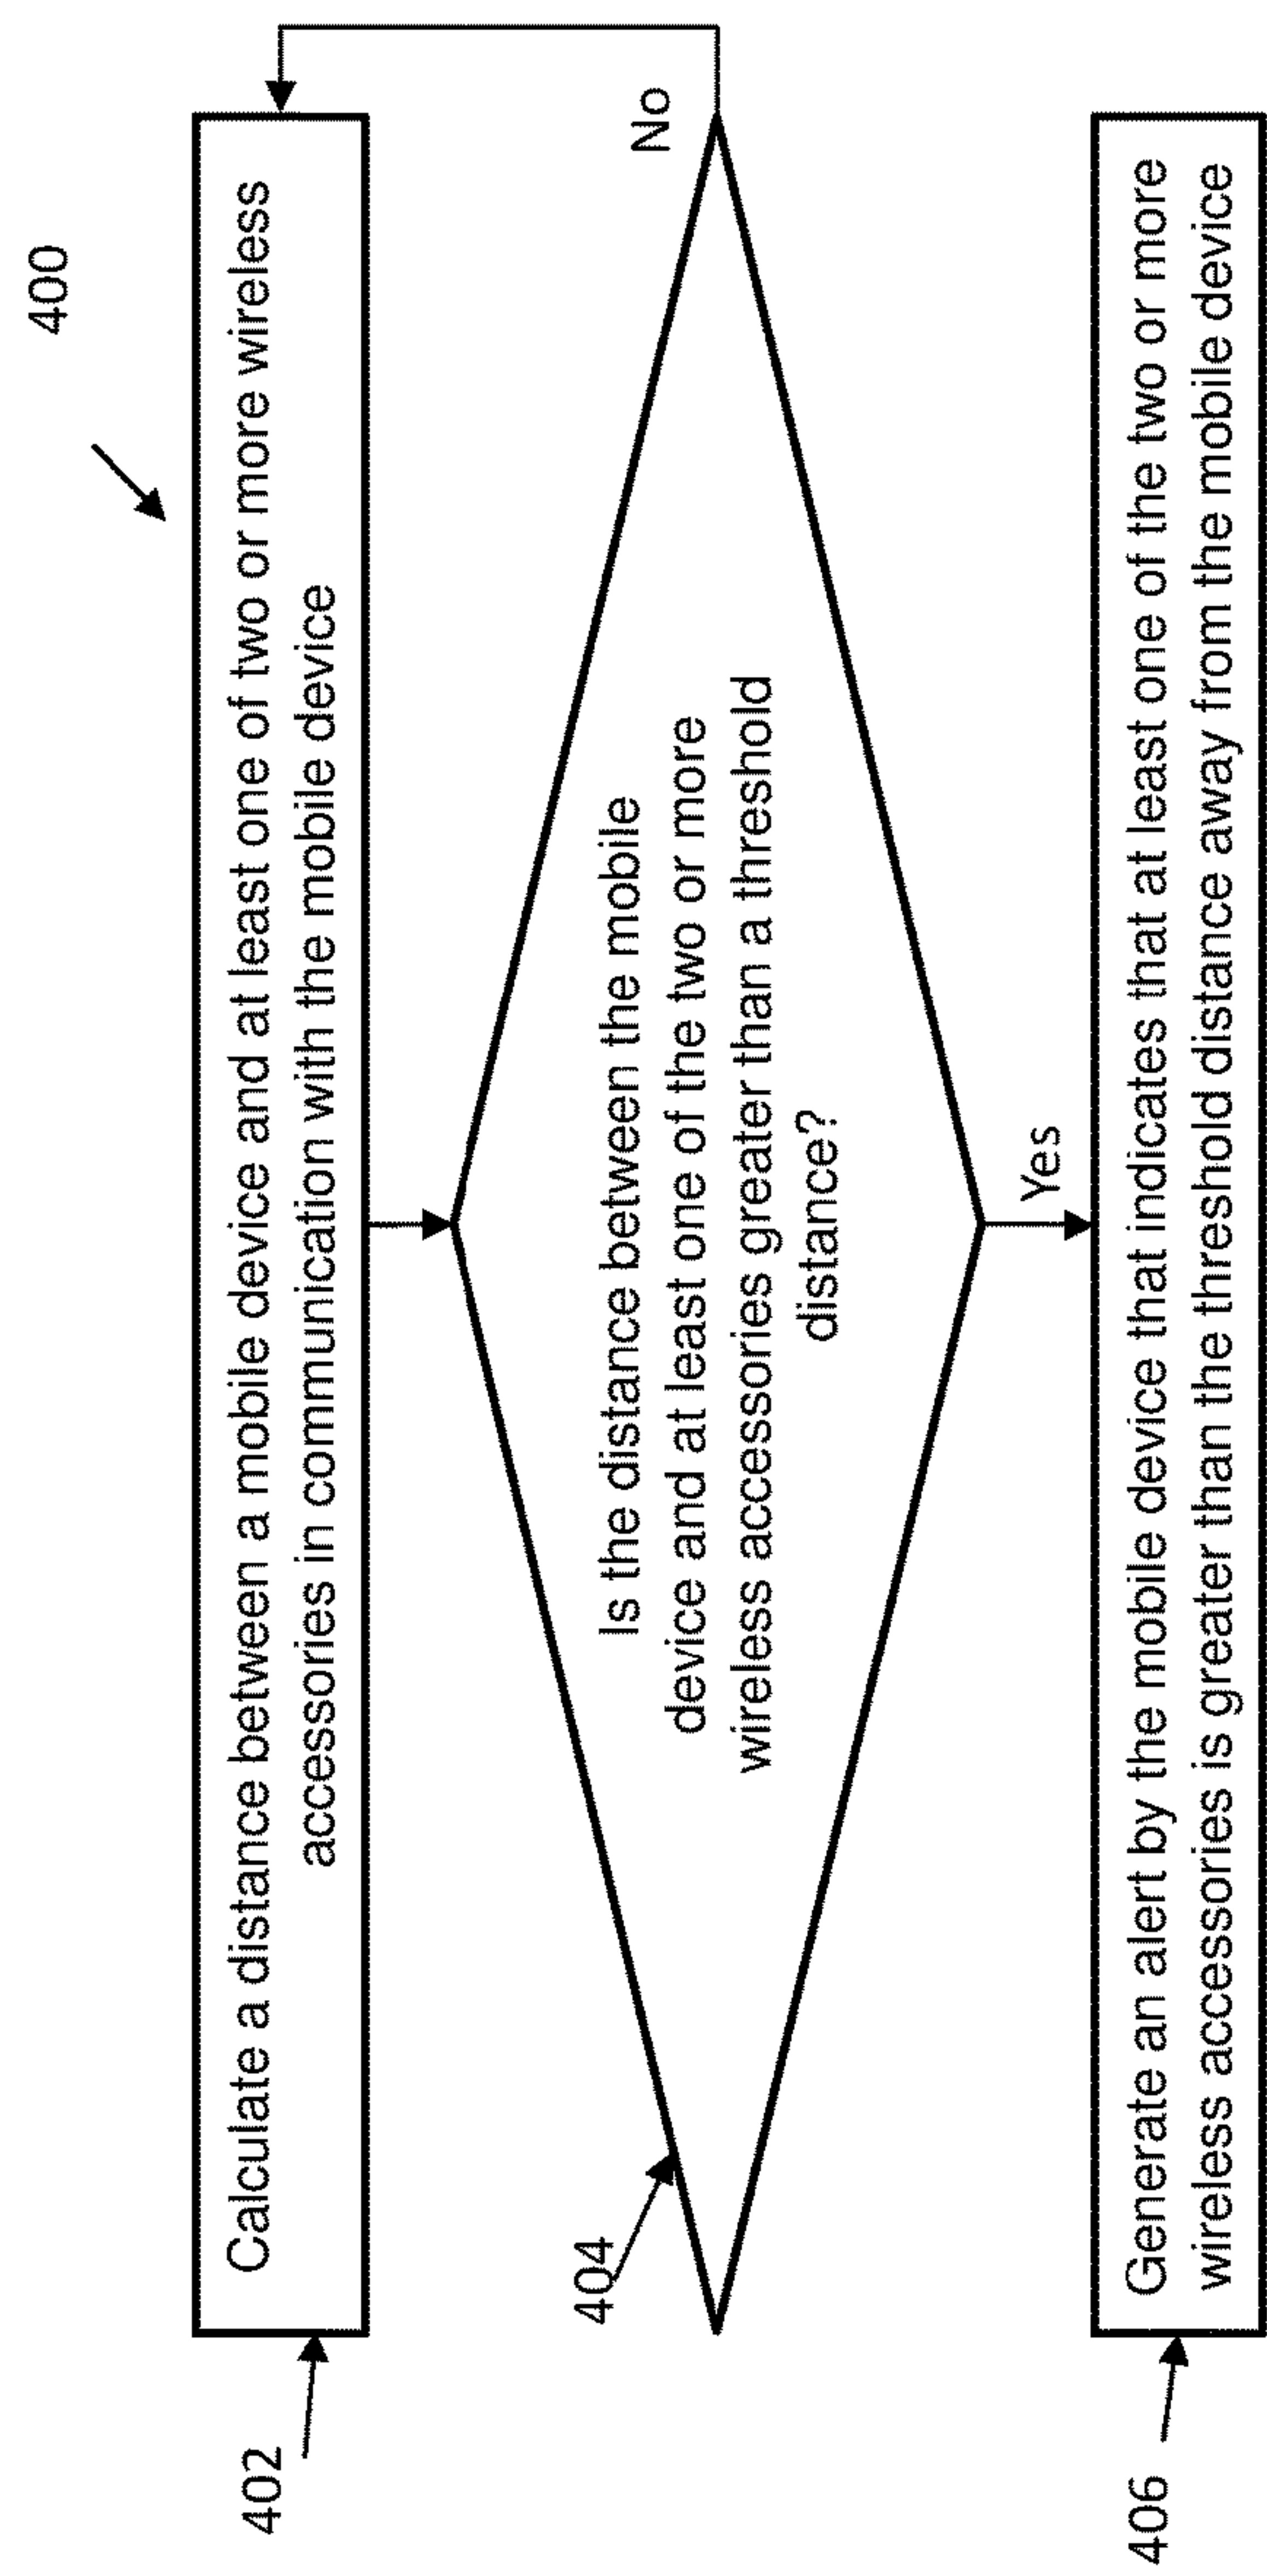 400
402
Calculate a distance between a mobile device and at least one of two or more wireless
accessories in communication with the mobile device
404
Is the distance between the mobile
device and at least one of the two or more
wireless accessories greater than a threshold
distance?
No
Yes
406
Generate an alert by the mobile device that indicates that at least one of the two or more
wireless accessories is greater than the threshold distance away from the mobile device